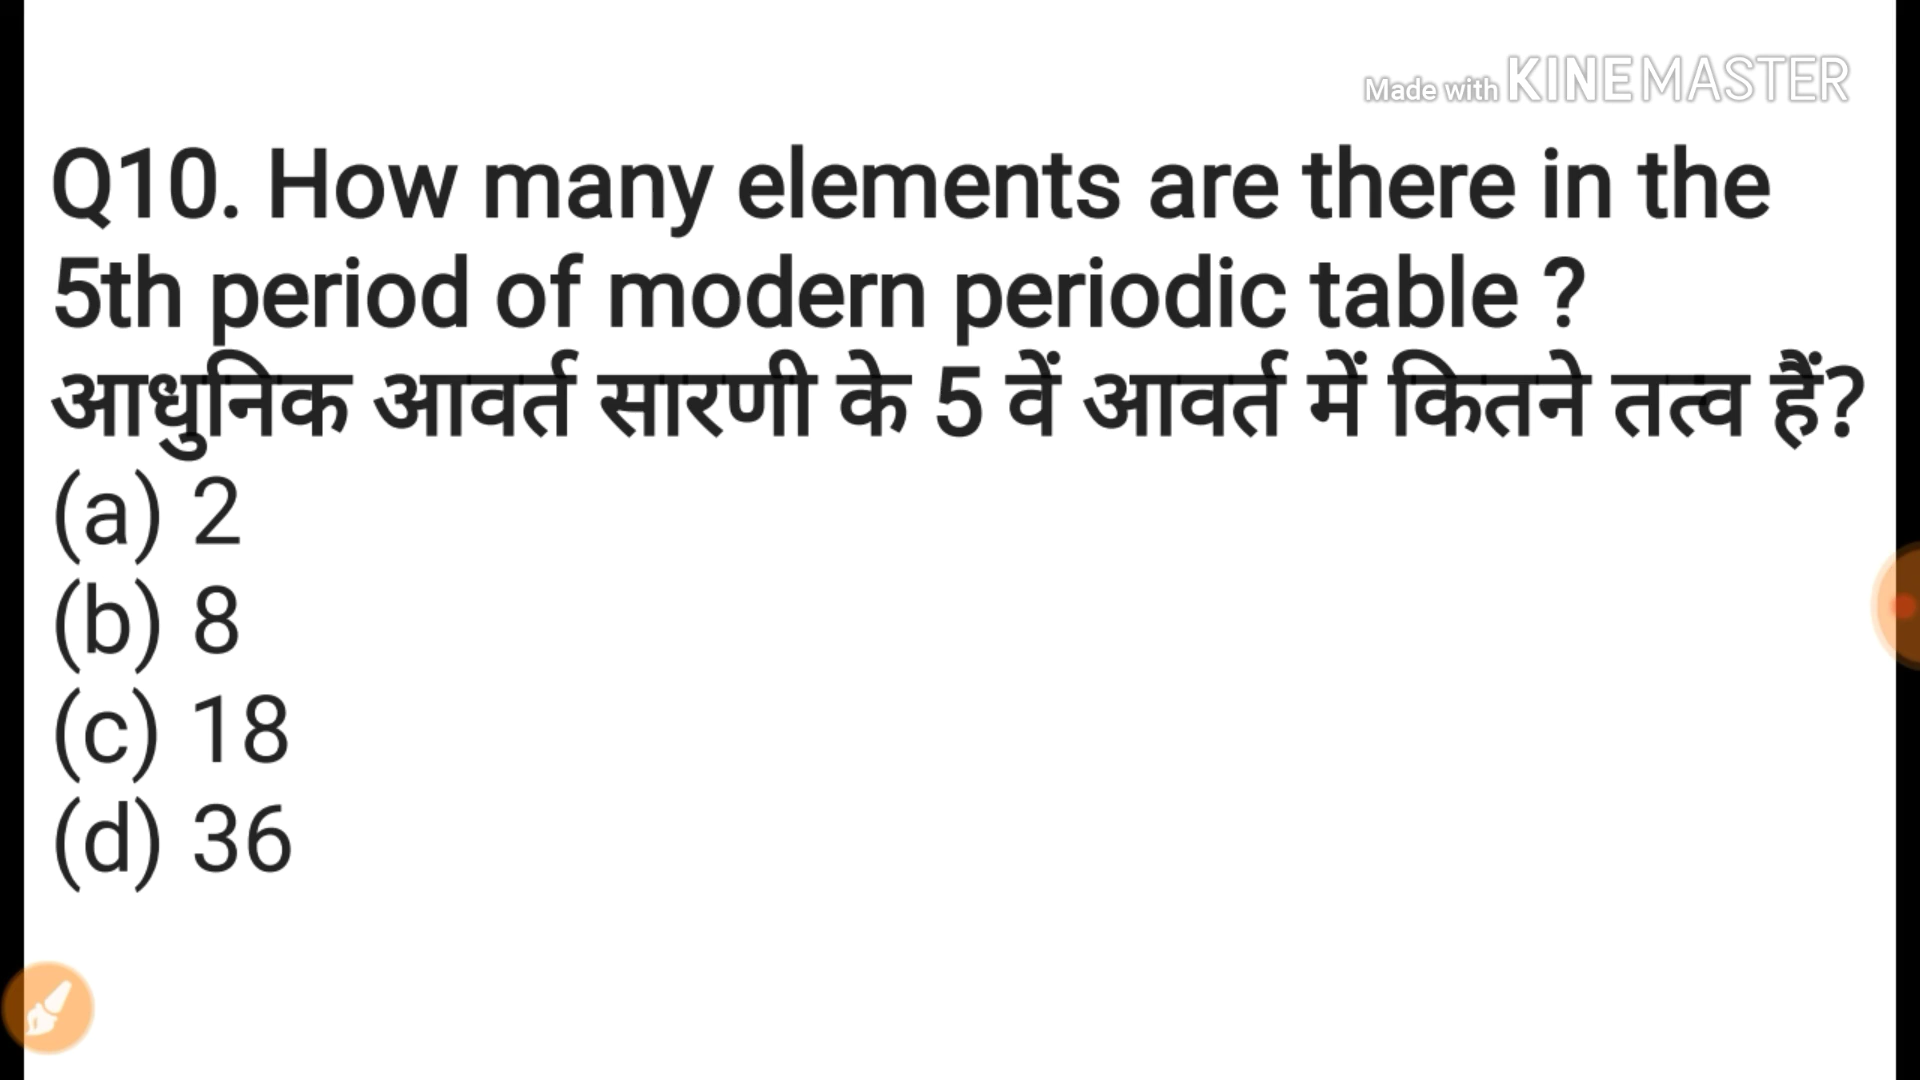 Made with KINEMASTER
Q10. How many elements are there in the
5th period of modern periodic table ?
आधुनिक आवर्त सारणी के 5 वें आवर्त में कितने तत्व हैं?
(a) 2
(b) 8
(c) 18
(d) 36